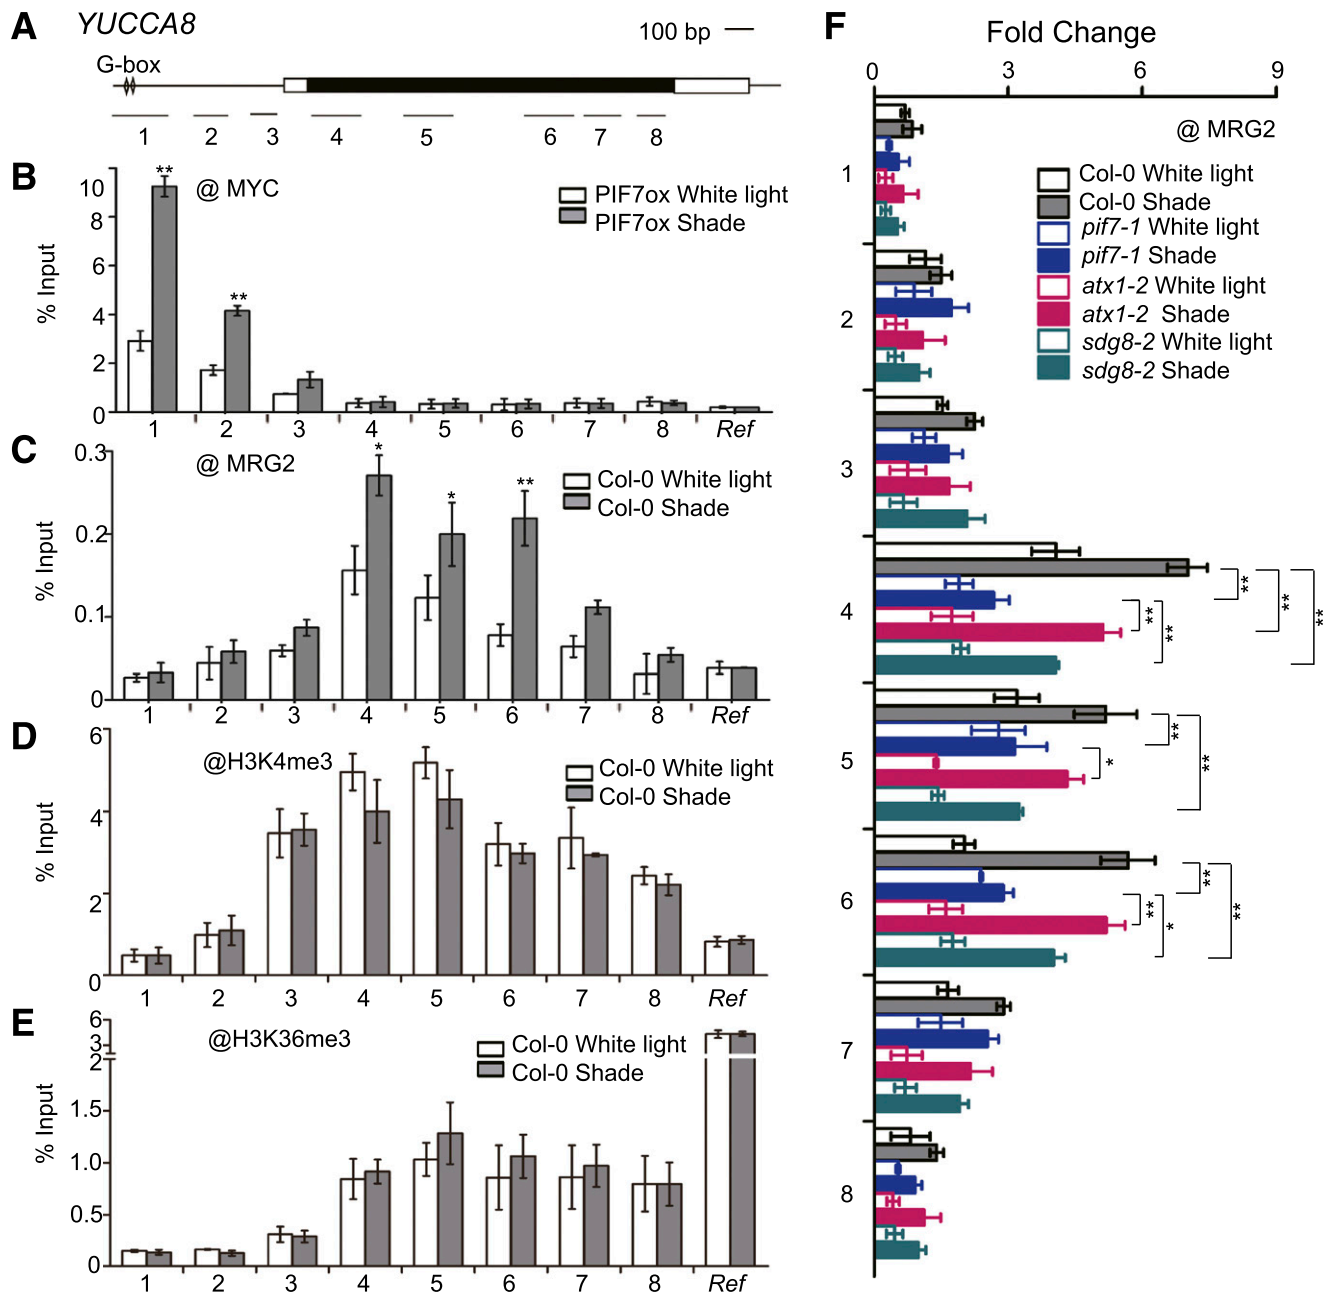 A
YUCCA8
100 bp
G-box
1 2 3 4 5 6 7 8
B
@ MYC
**
**
PIF7ox White light
PIF7ox Shade
% Input
10
8
6
4
2
0
1 2 3 4 5 6 7 8 Ref
C
@ MRG2
*
*
**
Col-0 White light
Col-0 Shade
% Input
0.3
0.2
0.1
0
1 2 3 4 5 6 7 8 Ref
D
@H3K4me3
Col-0 White light
Col-0 Shade
% Input
6
4
2
0
1 2 3 4 5 6 7 8 Ref
E
@H3K36me3
Col-0 White light
Col-0 Shade
% Input
6
3
2
1.5
1.0
0.5
0
1 2 3 4 5 6 7 8 Ref
F
Fold Change
0 3 6 9
@ MRG2
Col-0 White light
Col-0 Shade
pif7-1 White light
pif7-1 Shade
atx1-2 White light
atx1-2 Shade
sdg8-2 White light
sdg8-2 Shade
1
2
3
4
** ** ** ** **
5
* ** **
6
** * ** **
7
8